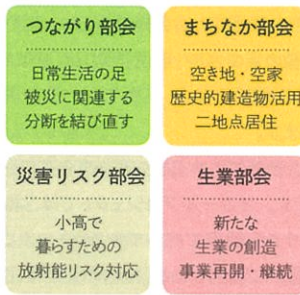 つながり部会
日常生活の足
被災に関連する
分断を結び直す
まちなか部会
空き地・空家
歴史的建造物活用
二地点居住
災害リスク部会
小高で
暮らすための
放射能リスク対応
生業部会
新たな
生業の創造
事業再開・継続